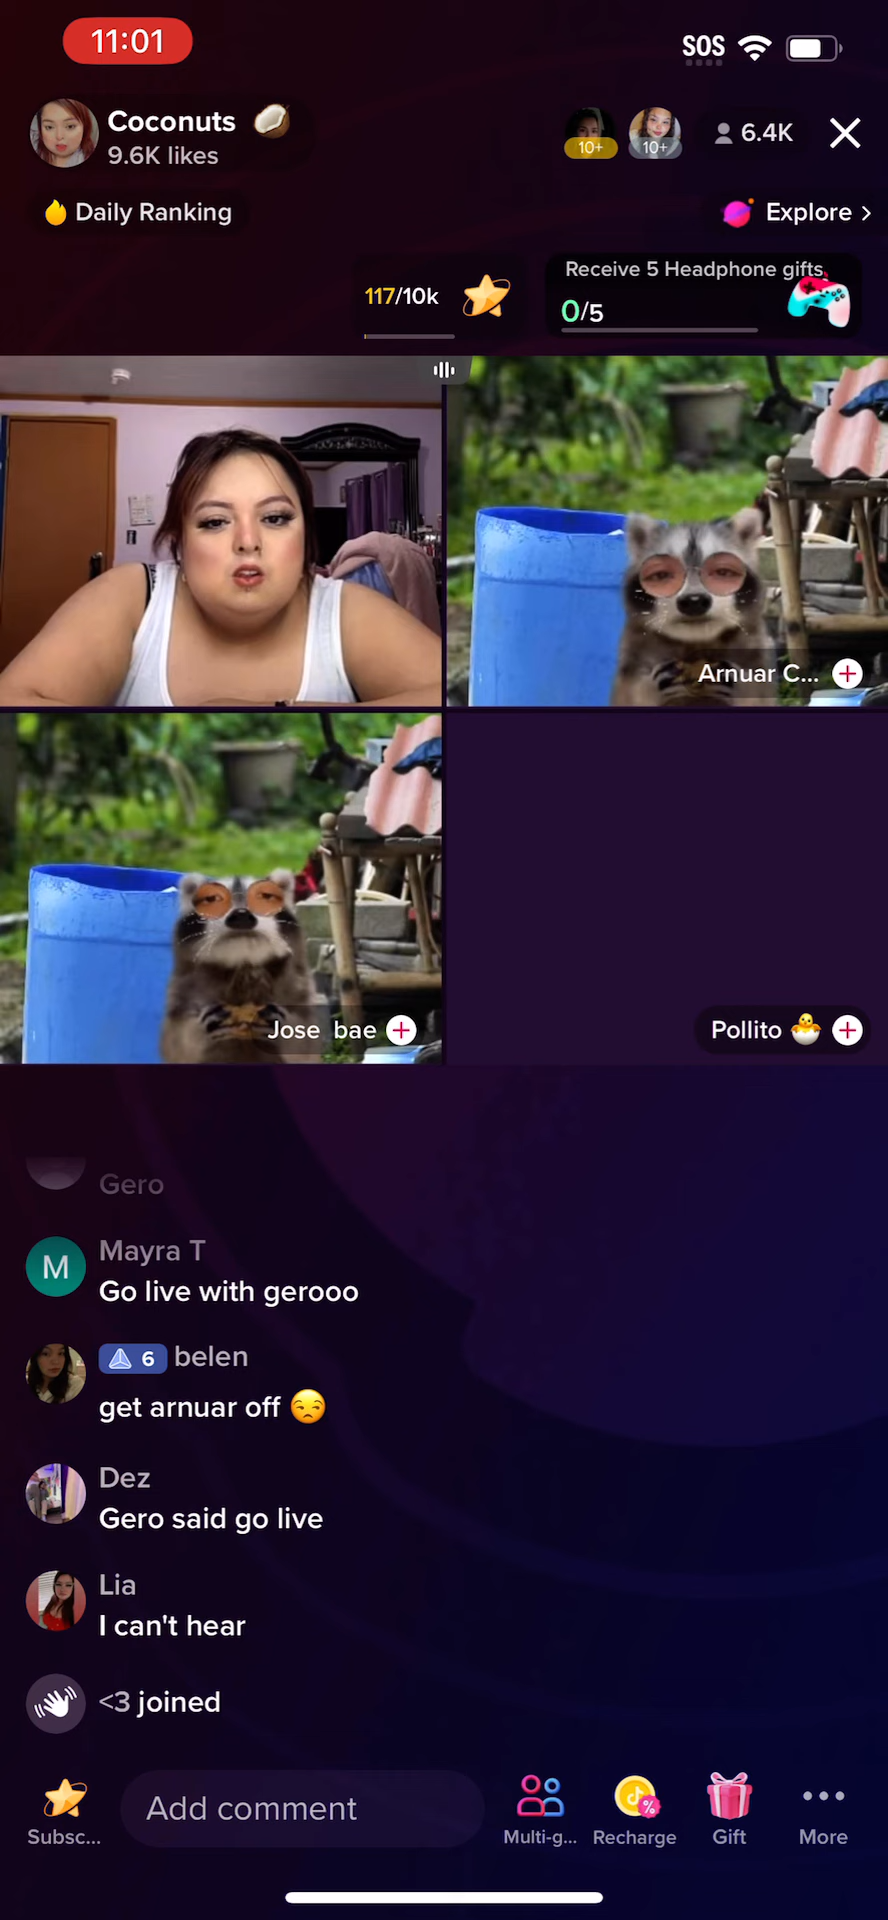 11:01
SOS
Coconuts 🥥
9.6K likes
10+
10+
6.4K
Daily Ranking
Explore >
117/10k
Receive 5 Headphone gifts
0/5
Arnuar C...
Jose bae
Pollito 🐣
Gero
M
Mayra T
Go live with gerooo
6 belen
get arnuar off 😒
Dez
Gero said go live
Lia
I can't hear
<3 joined
Add comment
Subsc...
Multi-g...
Recharge
Gift
More